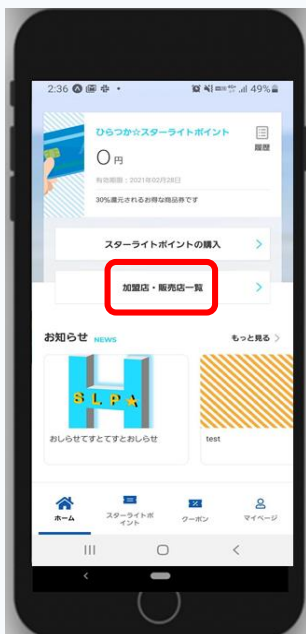 2:36
49%
ひらつか☆スターライトポイント
履歴
0円
有効期限：2021年02月28日
30%還元されるお得な商品券です
スターライトポイントの購入
加盟店・販売店一覧
お知らせ NEWS
もっと見る
SLP★
おしらせてすとてすとおしらせ
test
ホーム
スターライトポ
イント
クーポン
マイページ